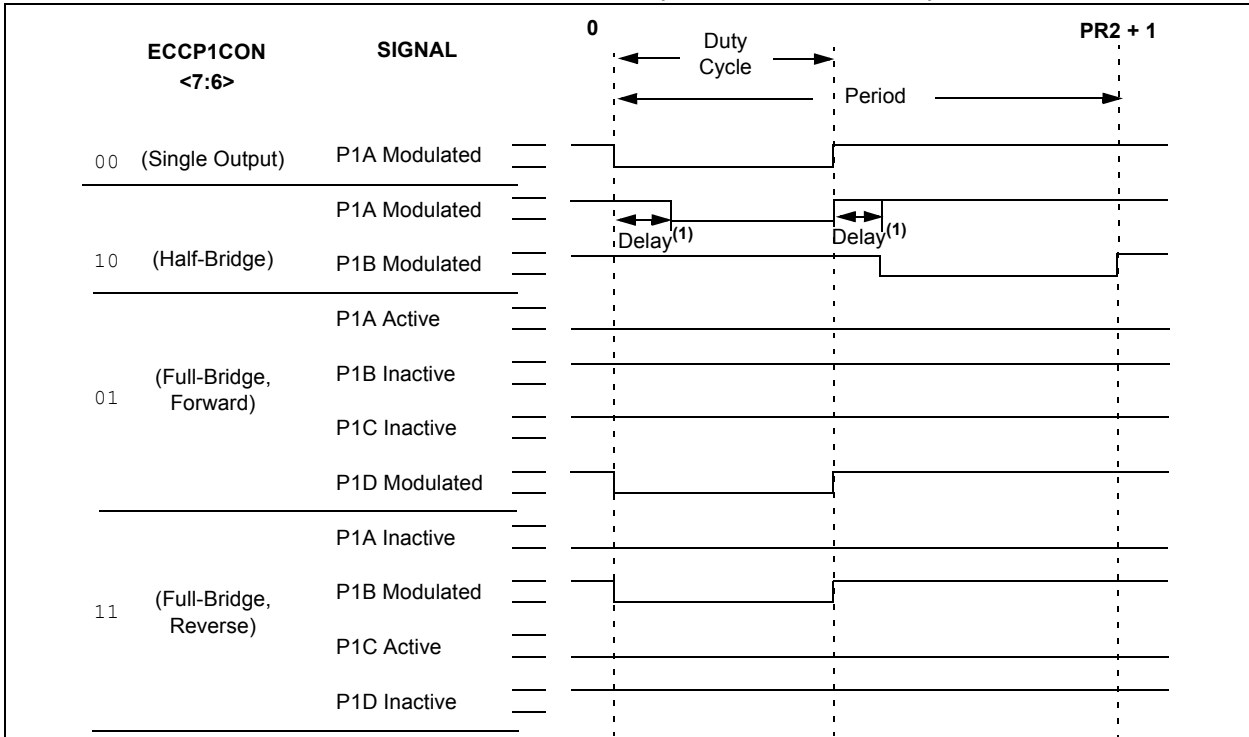 0
PR2 + 1
ECCP1CON
<7:6>
SIGNAL
Duty
Cycle
Period
00 (Single Output) P1A Modulated
P1A Modulated
Delay(1) Delay(1)
10 (Half-Bridge) P1B Modulated
P1A Active
01 (Full-Bridge,
Forward)
P1B Inactive
P1C Inactive
P1D Modulated
P1A Inactive
11 (Full-Bridge,
Reverse)
P1B Modulated
P1C Active
P1D Inactive